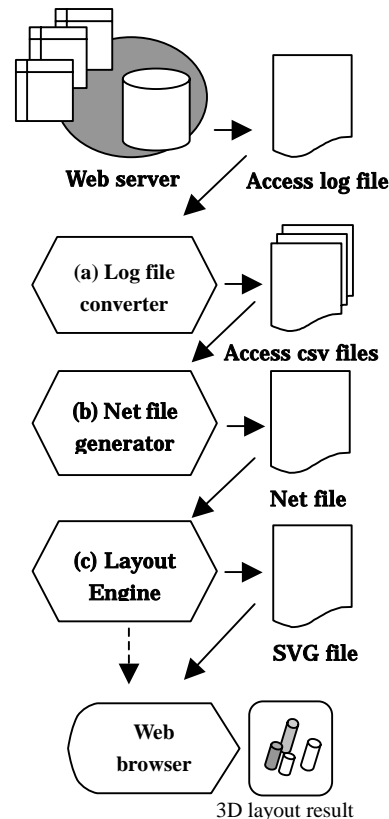 Web server
Access log file
(a) Log file
converter
Access csv files
(b) Net file
generator
Net file
(c) Layout
Engine
SVG file
Web
browser
3D layout result